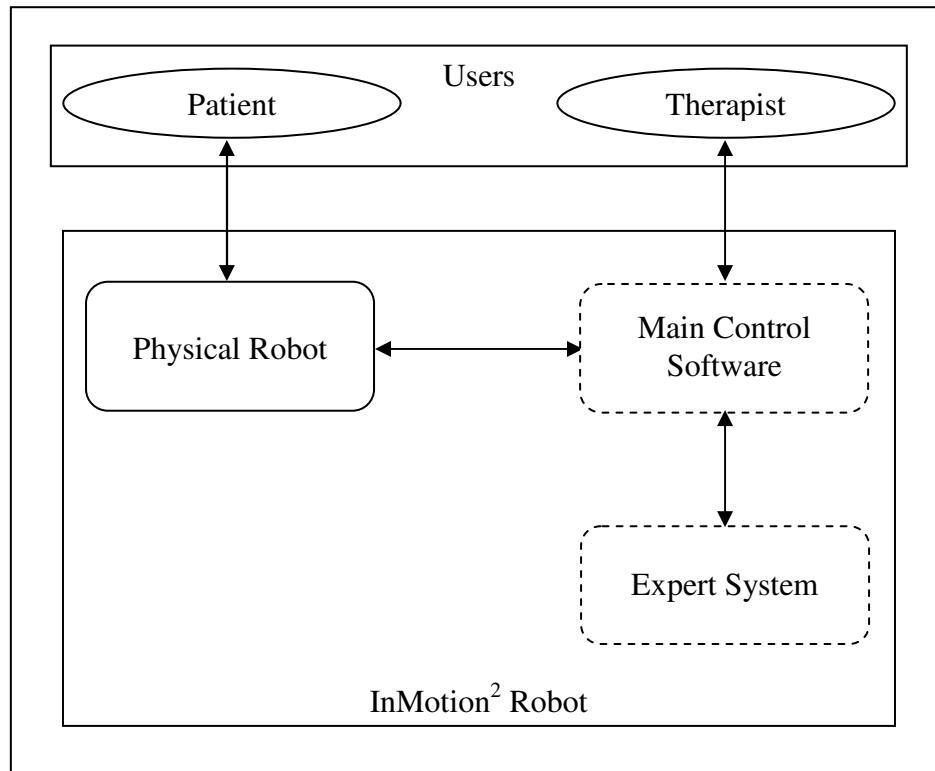 Users
Patient
Therapist
Physical Robot
Main Control
Software
Expert System
InMotion² Robot